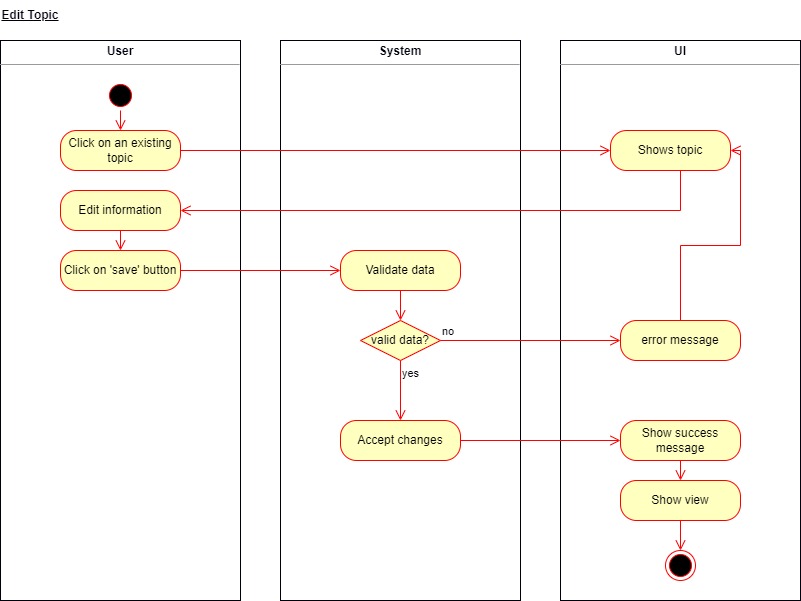 Edit Topic
User
System
UI
Click on an existing
topic
Shows topic
Edit information
Click on 'save' button
Validate data
valid data?
no
error message
yes
Accept changes
Show success
message
Show view